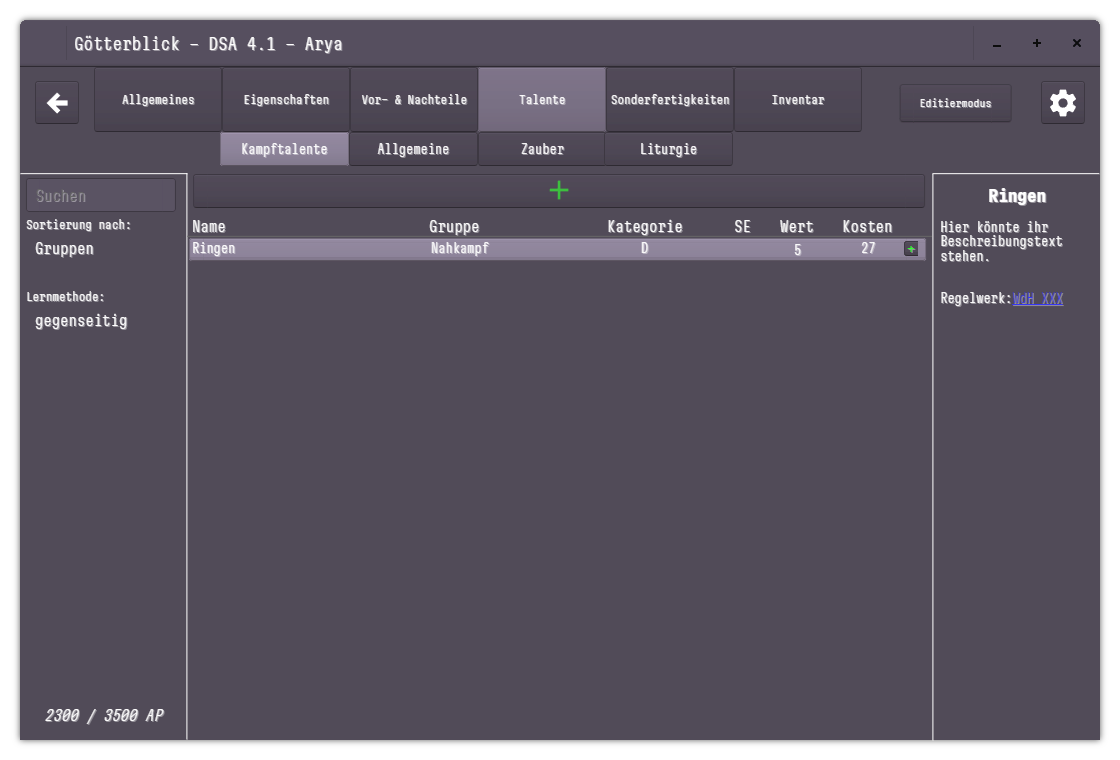 Götterblick - DSA 4.1 - Arya
Allgemeines Eigenschaften Vor- & Nachteile Talente Sonderfertigkeiten Inventar Editiermodus
Kampftalente Allgemeine Zauber Liturgie
Suchen
Sortierung nach:
Gruppen
Lernmethode:
gegenseitig
2300 / 3500 AP
Name Gruppe Kategorie SE Wert Kosten
Ringen Nahkampf D 5 27
Ringen
Hier könnte ihr
Beschreibungstext
stehen.
Regelwerk: WdH XXX